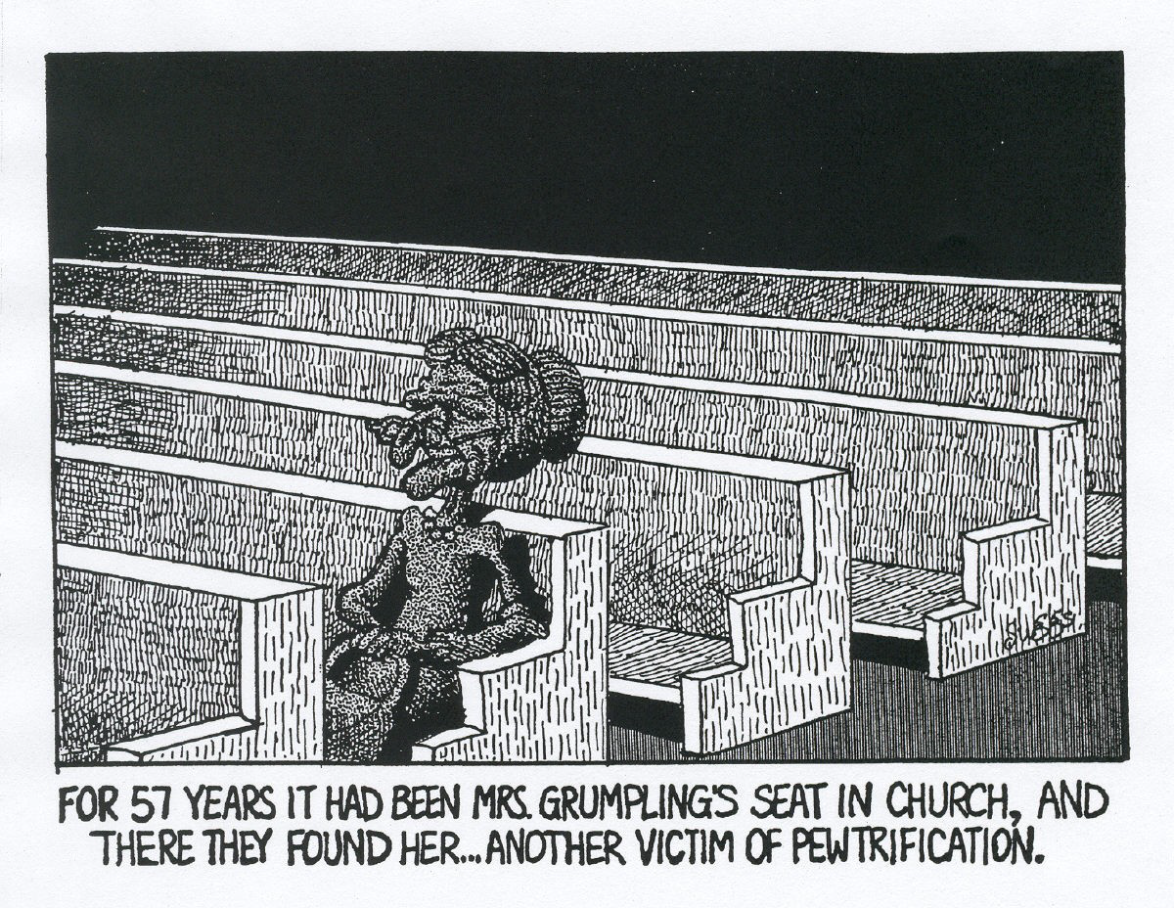 FOR 57 YEARS IT HAD BEEN MRS. GRUMPLING'S SEAT IN CHURCH, AND
THERE THEY FOUND HER...ANOTHER VICTIM OF PEWTRIFICATION.